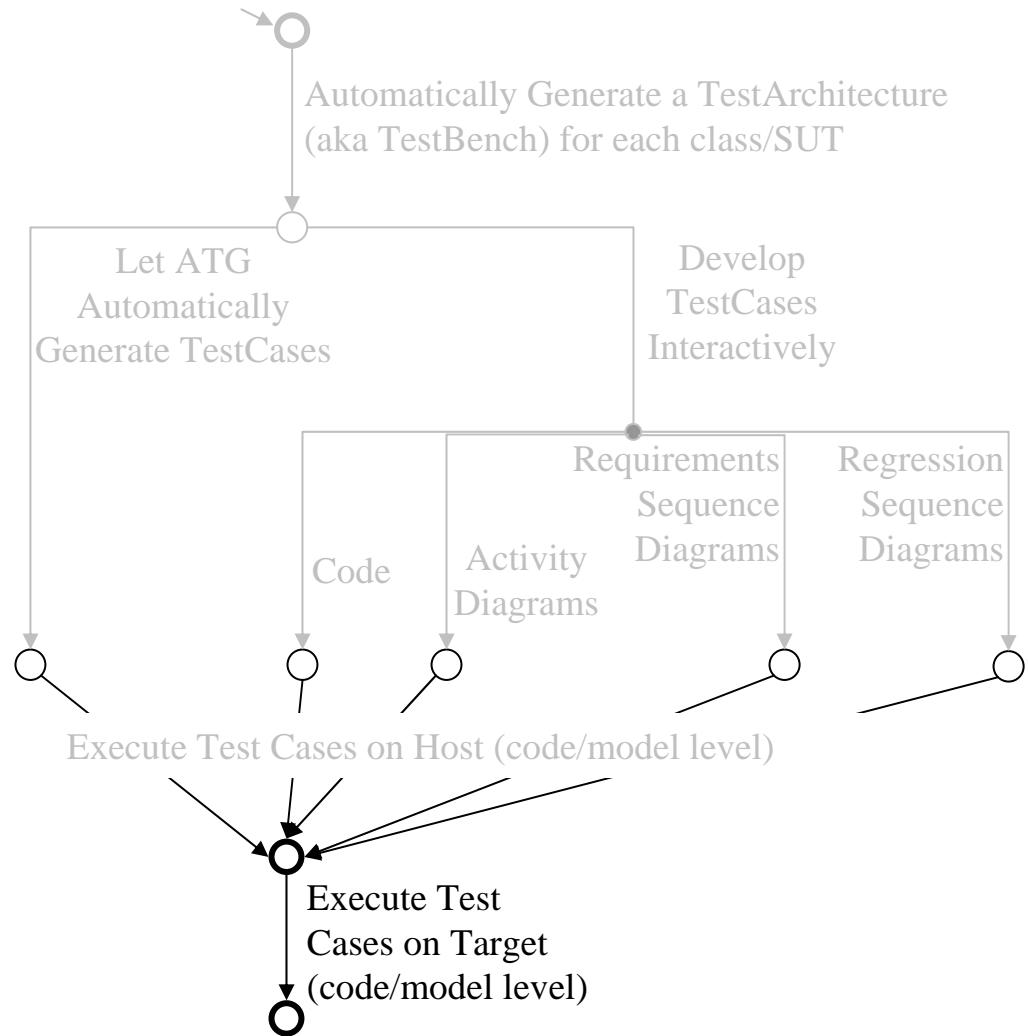 Automatically Generate a TestArchitecture
(aka TestBench) for each class/SUT
Let ATG
Automatically
Generate TestCases
Develop
TestCases
Interactively
Code
Activity
Diagrams
Requirements
Sequence
Diagrams
Regression
Sequence
Diagrams
Execute Test Cases on Host (code/model level)
Execute Test
Cases on Target
(code/model level)